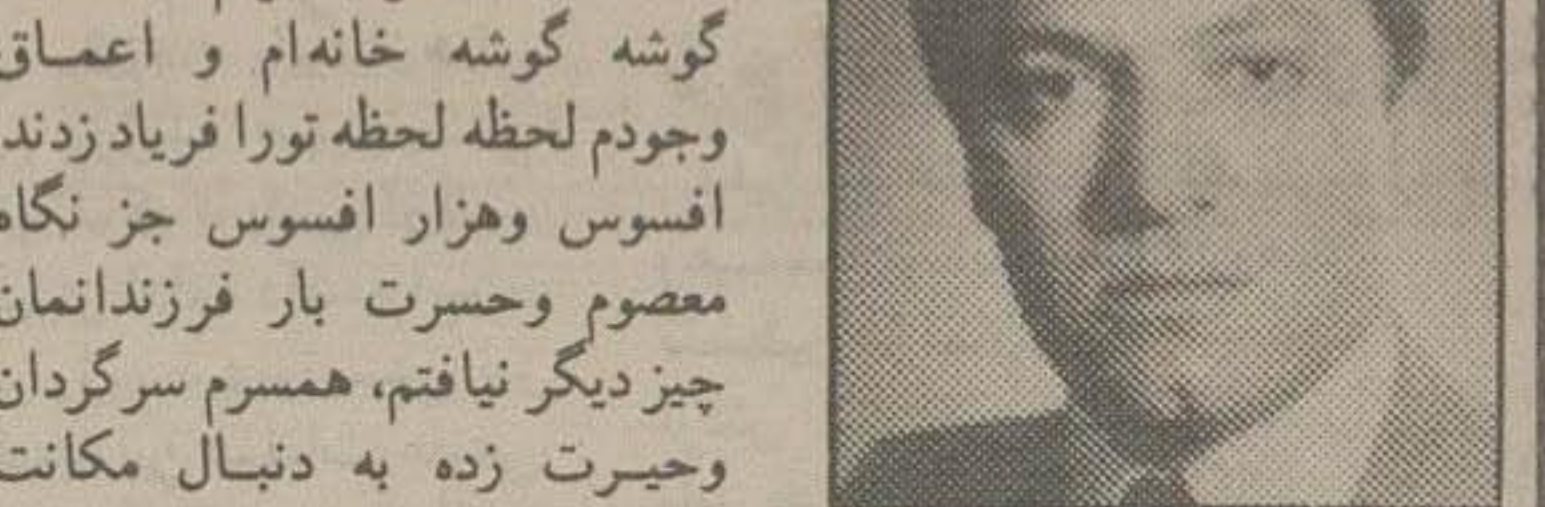 گوشه گوشه خانه‌ام و اعماق
وجودم لحظه لحظه تورا فریاد زدند
افسوس وهزار افسوس جز نگاه
معصوم وحسرت بار فرزندانمان
چیز دیگر نیافتم، همسرم سرگردان
وحیرت زده به دنبال مکانت